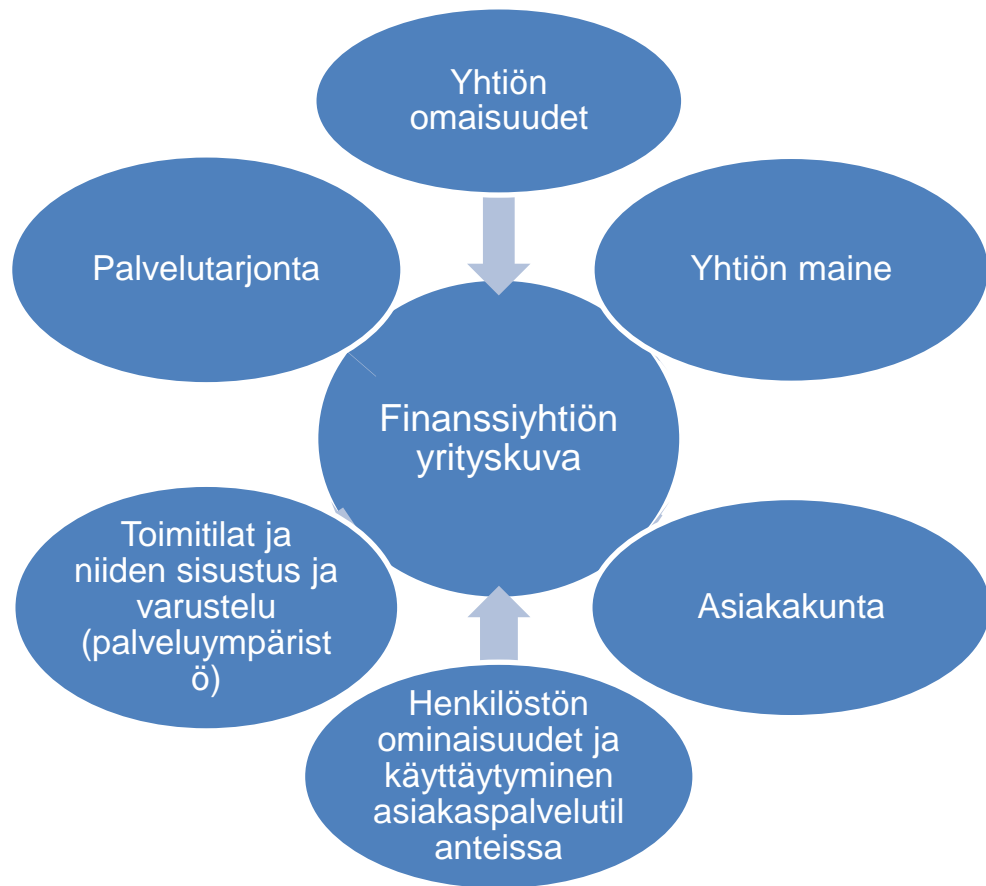 Yhtiön
omaisuudet
Palvelutarjonta
Yhtiön maine
Finanssiyhtiön
yrityskuva
Toimitilat ja
niiden sisustus ja
varustelu
(palveluympärist
ö)
Asiakakunta
Henkilöstön
ominaisuudet ja
käyttäytyminen
asiakaspalvelutil
anteissa